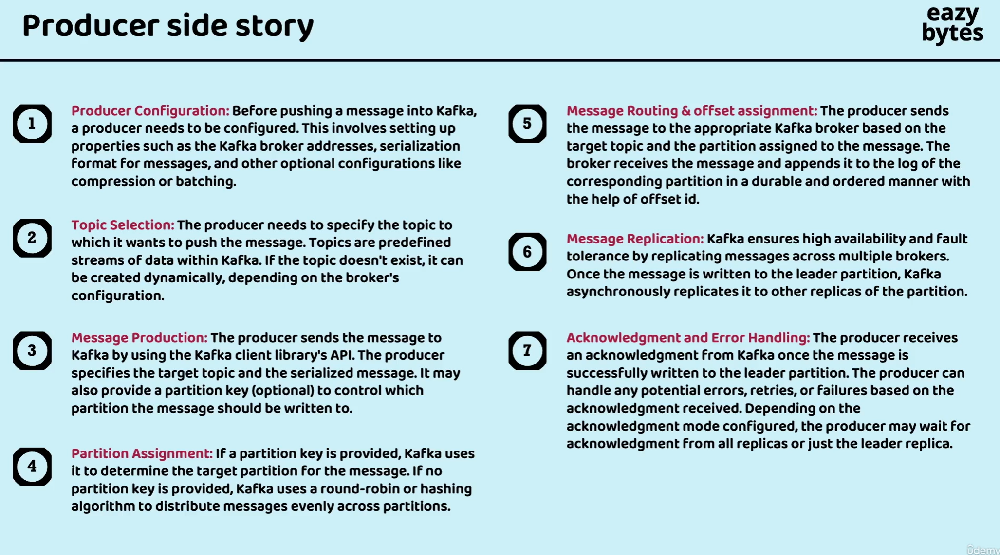 Producer side story
eazy
bytes
1
Producer Configuration: Before pushing a message into Kafka,
a producer needs to be configured. This involves setting up
properties such as the Kafka broker addresses, serialization
format for messages, and other optional configurations like
compression or batching.
2
Topic Selection: The producer needs to specify the topic to
which it wants to push the message. Topics are predefined
streams of data within Kafka. If the topic doesn't exist, it can
be created dynamically, depending on the broker's
configuration.
3
Message Production: The producer sends the message to
Kafka by using the Kafka client library's API. The producer
specifies the target topic and the serialized message. It may
also provide a partition key (optional) to control which
partition the message should be written to.
4
Partition Assignment: If a partition key is provided, Kafka uses
it to determine the target partition for the message. If no
partition key is provided, Kafka uses a round-robin or hashing
algorithm to distribute messages evenly across partitions.
5
Message Routing & offset assignment: The producer sends
the message to the appropriate Kafka broker based on the
target topic and the partition assigned to the message. The
broker receives the message and appends it to the log of the
corresponding partition in a durable and ordered manner with
the help of offset id.
6
Message Replication: Kafka ensures high availability and fault
tolerance by replicating messages across multiple brokers.
Once the message is written to the leader partition, Kafka
asynchronously replicates it to other replicas of the partition.
7
Acknowledgment and Error Handling: The producer receives
an acknowledgment from Kafka once the message is
successfully written to the leader partition. The producer can
handle any potential errors, retries, or failures based on the
acknowledgment received. Depending on the
acknowledgment mode configured, the producer may wait for
acknowledgment from all replicas or just the leader replica.
ûdemy